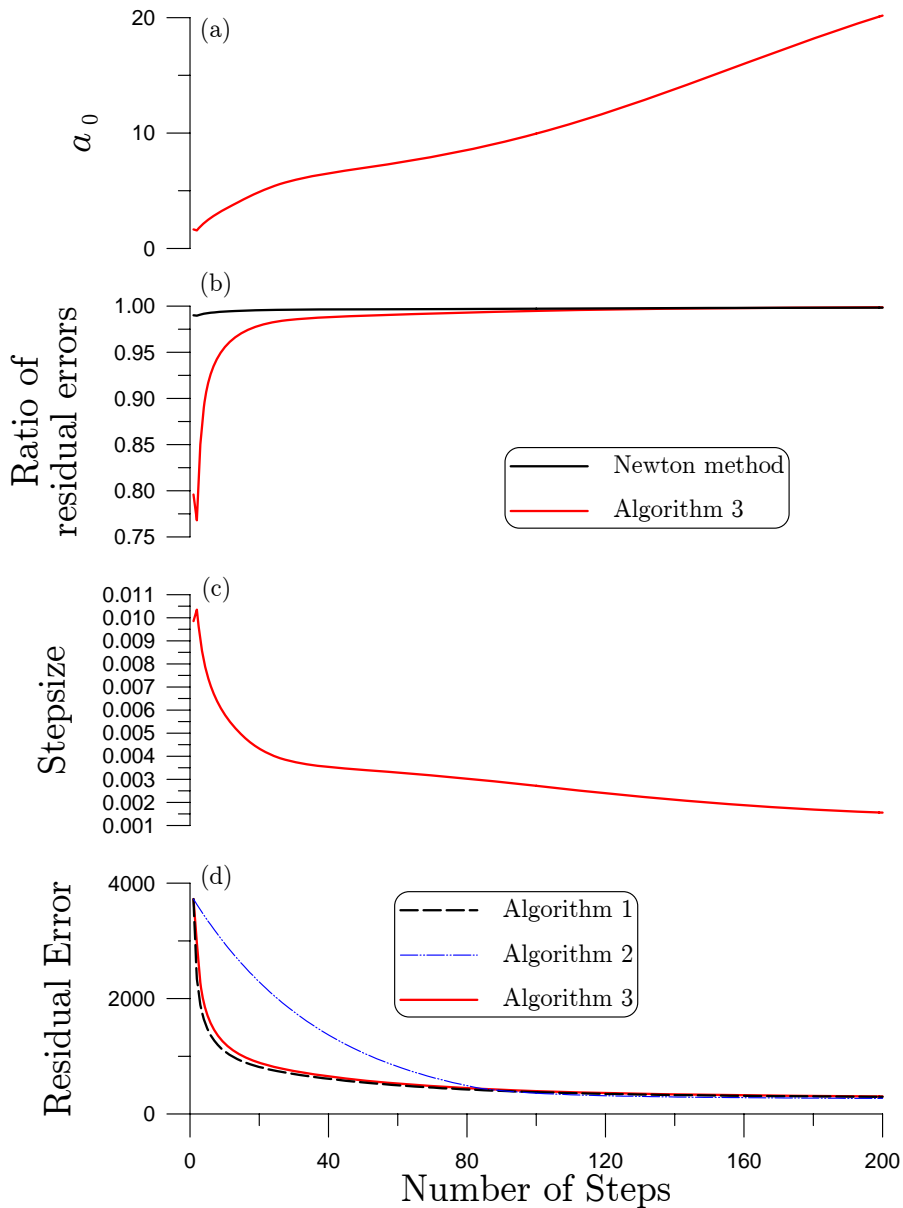 (a)
20
10
0
a 0
(b)
1.00
0.95
0.90
0.85
0.80
0.75
Ratio of
residual errors
Newton method
Algorithm 3
(c)
0.011
0.010
0.009
0.008
0.007
0.006
0.005
0.004
0.003
0.002
0.001
Stepsize
(d)
4000
2000
0
Residual Error
Algorithm 1
Algorithm 2
Algorithm 3
0 40 80 120 160 200
Number of Steps